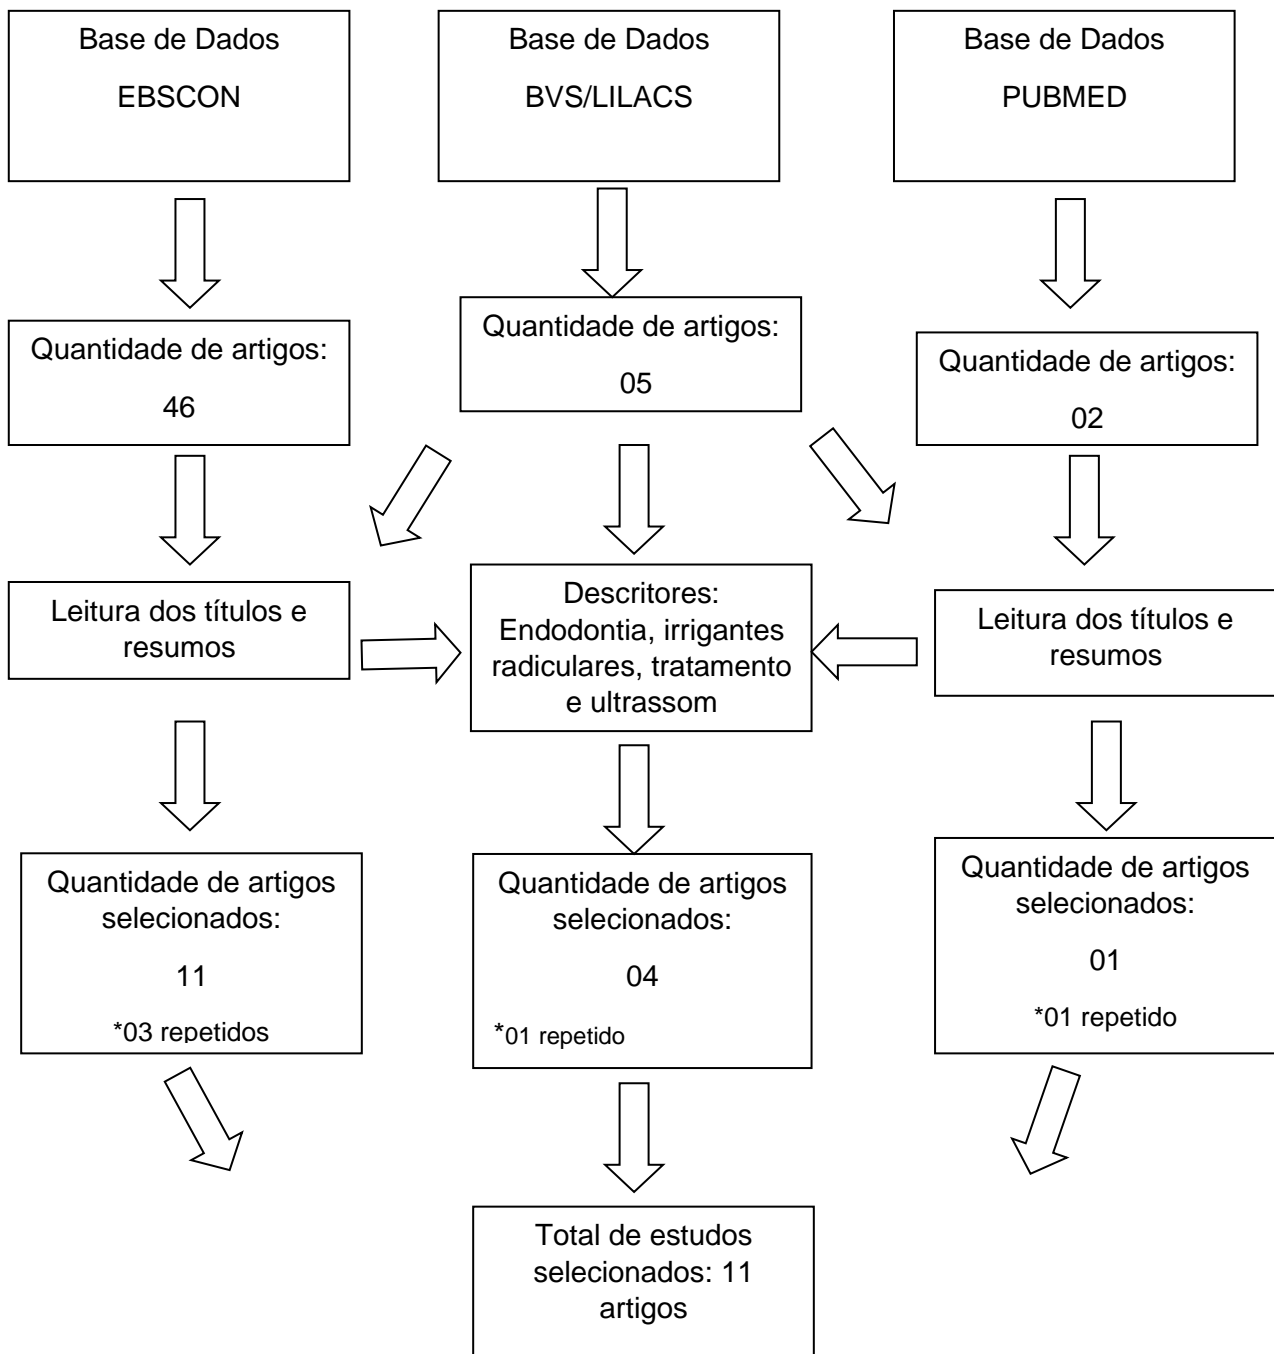 Base de Dados
EBSCON
Base de Dados
BVS/LILACS
Base de Dados
PUBMED
Quantidade de artigos:
46
Quantidade de artigos:
05
Quantidade de artigos:
02
Leitura dos títulos e
resumos
Descritores:
Endodontia, irrigantes
radiculares, tratamento
e ultrassom
Leitura dos títulos e
resumos
Quantidade de artigos
selecionados:
11
*03 repetidos
Quantidade de artigos
selecionados:
04
*01 repetido
Quantidade de artigos
selecionados:
01
*01 repetido
Total de estudos
selecionados: 11
artigos